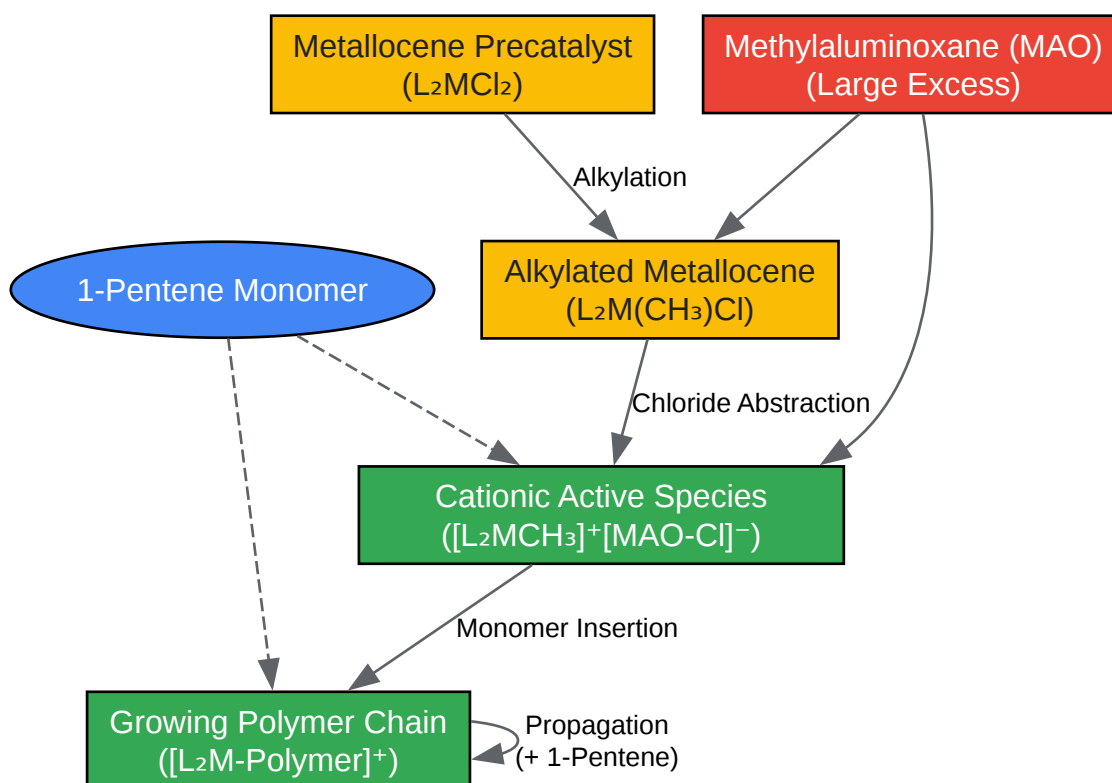 Metallocene Precatalyst
(L₂MCl₂)
Methylaluminoxane (MAO)
(Large Excess)
Alkylation
1-Pentene Monomer
Alkylated Metallocene
(L₂M(CH₃)Cl)
Chloride Abstraction
Cationic Active Species
([L₂MCH₃]⁺[MAO-Cl]⁻)
Monomer Insertion
Growing Polymer Chain
([L₂M-Polymer]⁺)
Propagation
(+ 1-Pentene)